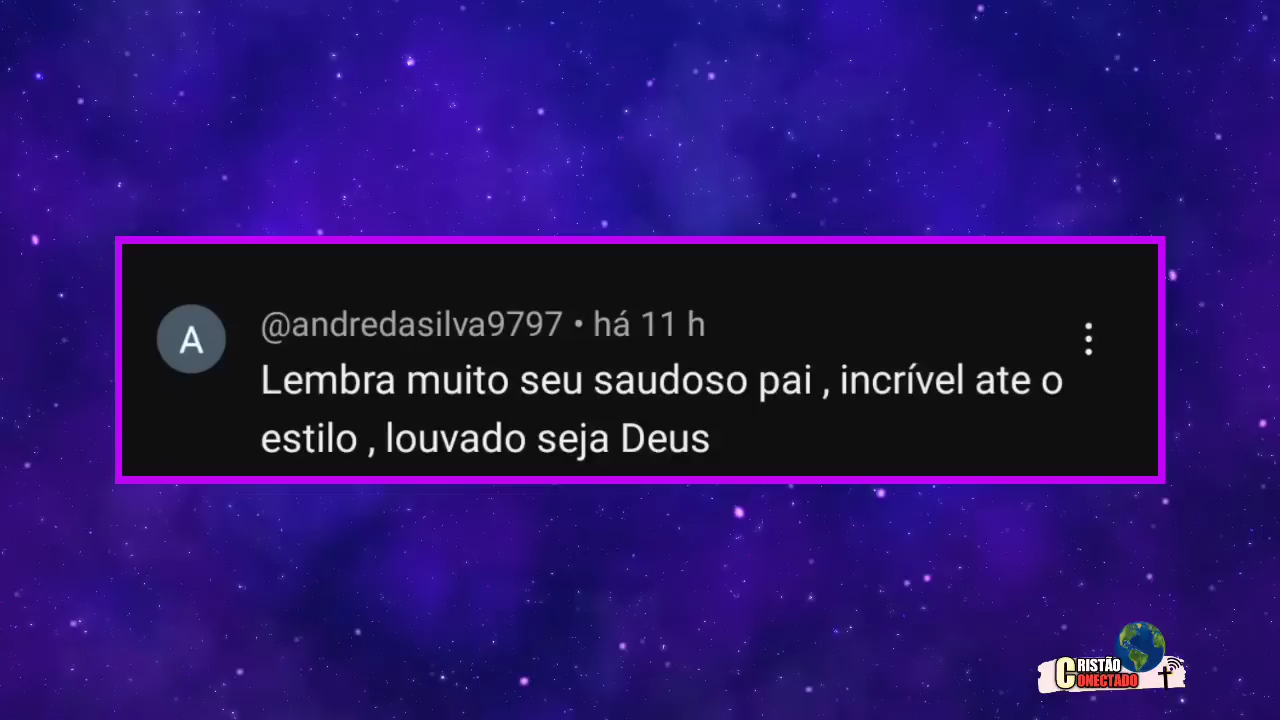 A
@andredasilva9797 • há 11 h
Lembra muito seu saudoso pai , incrível ate o
estilo , louvado seja Deus
CRISTÃO
CONECTADO